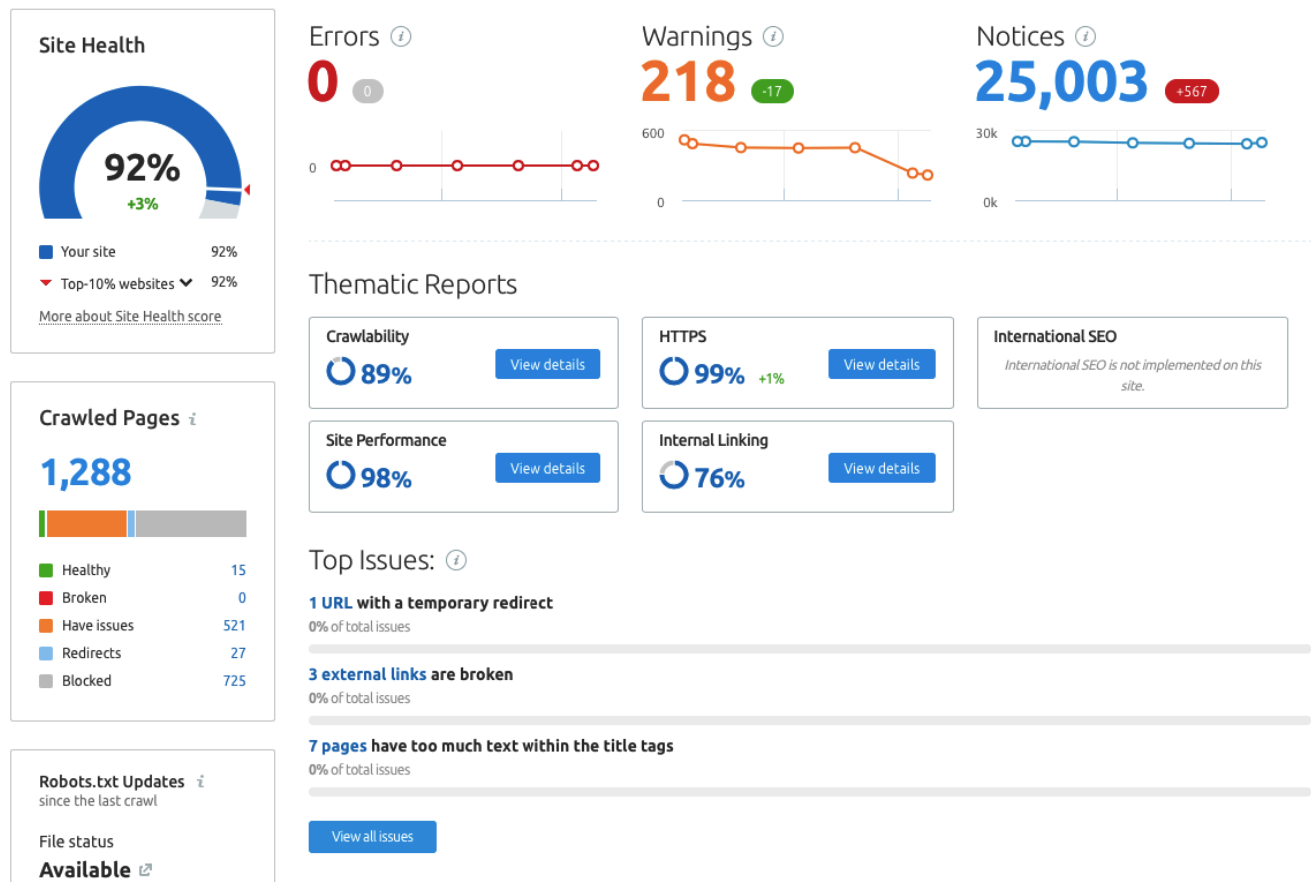 Site Health
92%
+3%
Your site 92%
Top-10% websites 92%
More about Site Health score
Crawled Pages i
1,288
Healthy 15
Broken 0
Have issues 521
Redirects 27
Blocked 725
Robots.txt Updates i
since the last crawl
File status
Available
Errors i
0 0
0
Warnings i
218 -17
600
0
Notices i
25,003 +567
30k
0k
Thematic Reports
Crawlability
89% View details
HTTPS
99% +1% View details
International SEO
International SEO is not implemented on this
site.
Site Performance
98% View details
Internal Linking
76% View details
Top Issues: i
1 URL with a temporary redirect
0% of total issues
3 external links are broken
0% of total issues
7 pages have too much text within the title tags
0% of total issues
View all issues